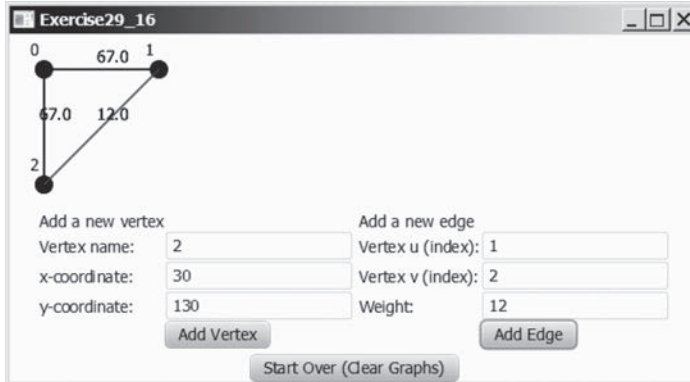 Exercise29_16
0 67.0 1
67.0 12.0
2
Add a new vertex
Vertex name: 2
x-coordinate: 30
y-coordinate: 130
Add Vertex
Add a new edge
Vertex u (index): 1
Vertex v (index): 2
Weight: 12
Add Edge
Start Over (Clear Graphs)